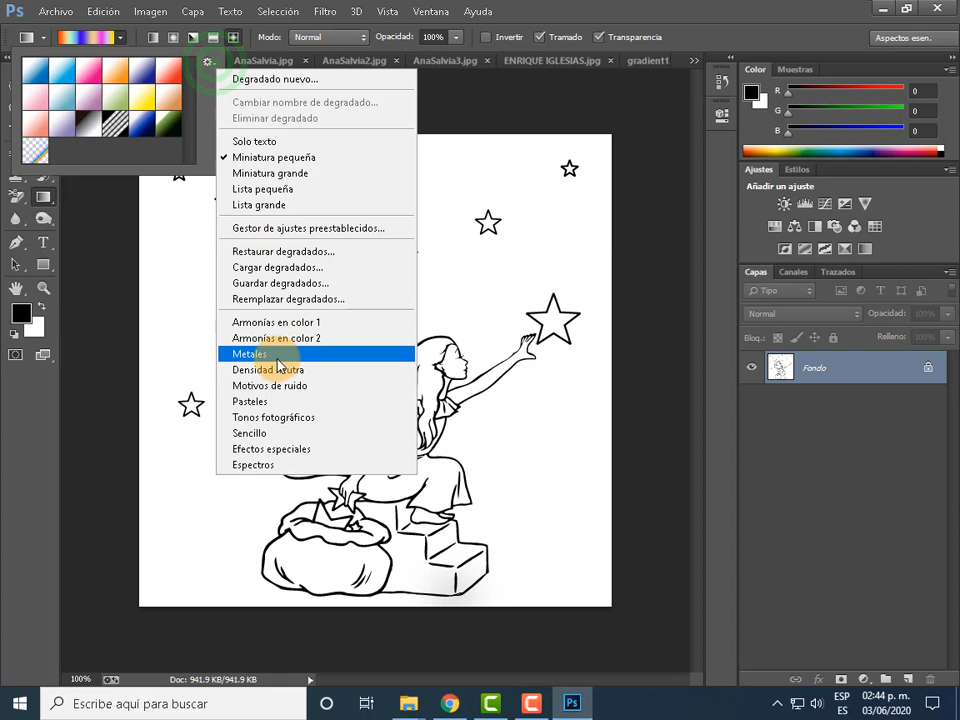 Ps Archivo Edición Imagen Capa Texto Selección Filtro 3D Vista Ventana Ayuda
Modo: Normal Opacidad: 100% Invertir Tramado Transparencia Aspectos esen.
AnaSalvia.jpg × AnaSalvia2.jpg × AnaSalvia3.jpg × ENRIQUE IGLESIAS.jpg × gradient1
Degradado nuevo...
Cambiar nombre de degradado...
Eliminar degradado
Solo texto
Miniatura pequeña
Miniatura grande
Lista pequeña
Lista grande
Gestor de ajustes preestablecidos...
Restaurar degradados...
Cargar degradados...
Guardar degradados...
Reemplazar degradados...
Armonías en color 1
Armonías en color 2
Metales
Densidad neutra
Motivos de ruido
Pasteles
Tonos fotográficos
Sencillo
Efectos especiales
Espectros
Color Muestras
R 0
G 0
B 0
Ajustes Estilos
Añadir un ajuste
Capas Canales Trazados
Tipo
Normal Opacidad: 100%
Bloq.: Relleno: 100%
Fondo
100% Doc: 941.9 KB/941.9 KB
Escribe aquí para buscar
ESP
ES
02:44 p. m.
03/06/2020